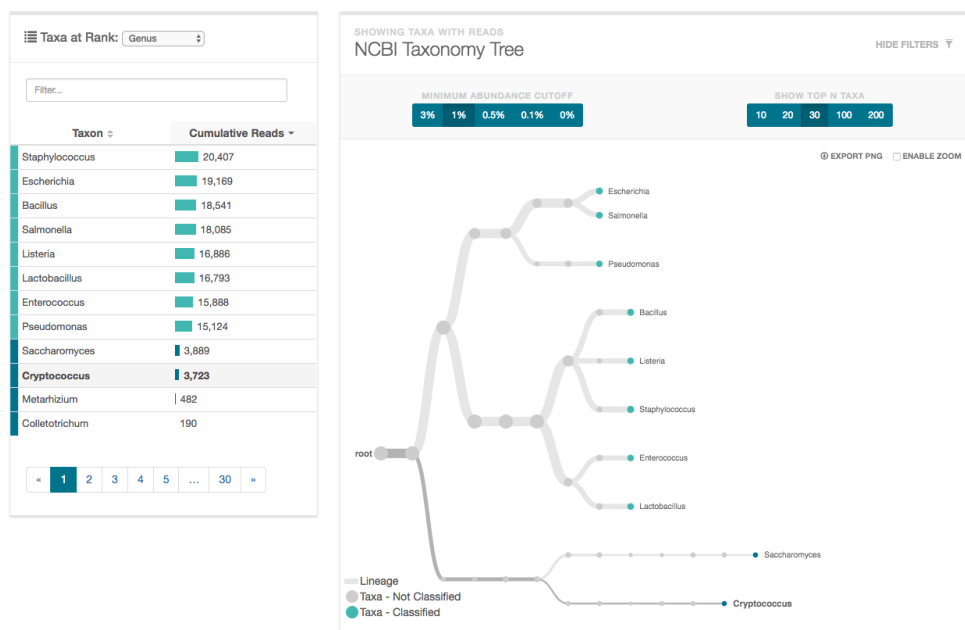 Taxa at Rank: Genus
Filter...
Taxon Cumulative Reads
Staphylococcus 20,407
Escherichia 19,169
Bacillus 18,541
Salmonella 18,085
Listeria 16,886
Lactobacillus 16,793
Enterococcus 15,888
Pseudomonas 15,124
Saccharomyces 3,889
Cryptococcus 3,723
Metarhizium 482
Colletotrichum 190
« 1 2 3 4 5 ... 30 »
SHOWING TAXA WITH READS
NCBI Taxonomy Tree
HIDE FILTERS
MINIMUM ABUNDANCE CUTOFF
3% 1% 0.5% 0.1% 0%
SHOW TOP N TAXA
10 20 30 100 200
EXPORT PNG ENABLE ZOOM
Escherichia
Salmonella
Pseudomonas
Bacillus
Listeria
Staphylococcus
Enterococcus
root
Lactobacillus
Saccharomyces
Cryptococcus
Lineage
Taxa - Not Classified
Taxa - Classified